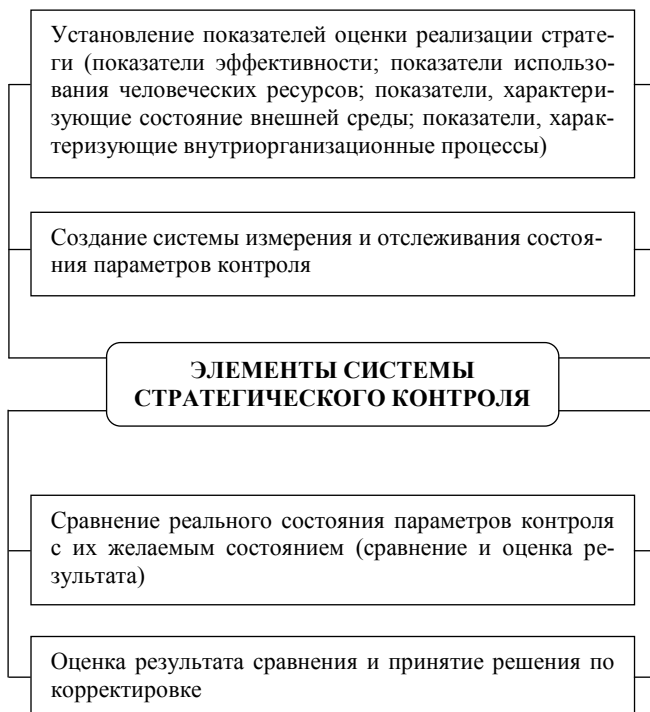 Установление показателей оценки реализации страте-
ги (показатели эффективности; показатели использо-
вания человеческих ресурсов; показатели, характери-
зующие состояние внешней среды; показатели, харак-
теризующие внутриорганизационные процессы)
Создание системы измерения и отслеживания состоя-
ния параметров контроля
ЭЛЕМЕНТЫ СИСТЕМЫ
СТРАТЕГИЧЕСКОГО КОНТРОЛЯ
Сравнение реального состояния параметров контроля
с их желаемым состоянием (сравнение и оценка ре-
зультата)
Оценка результата сравнения и принятие решения по
корректировке